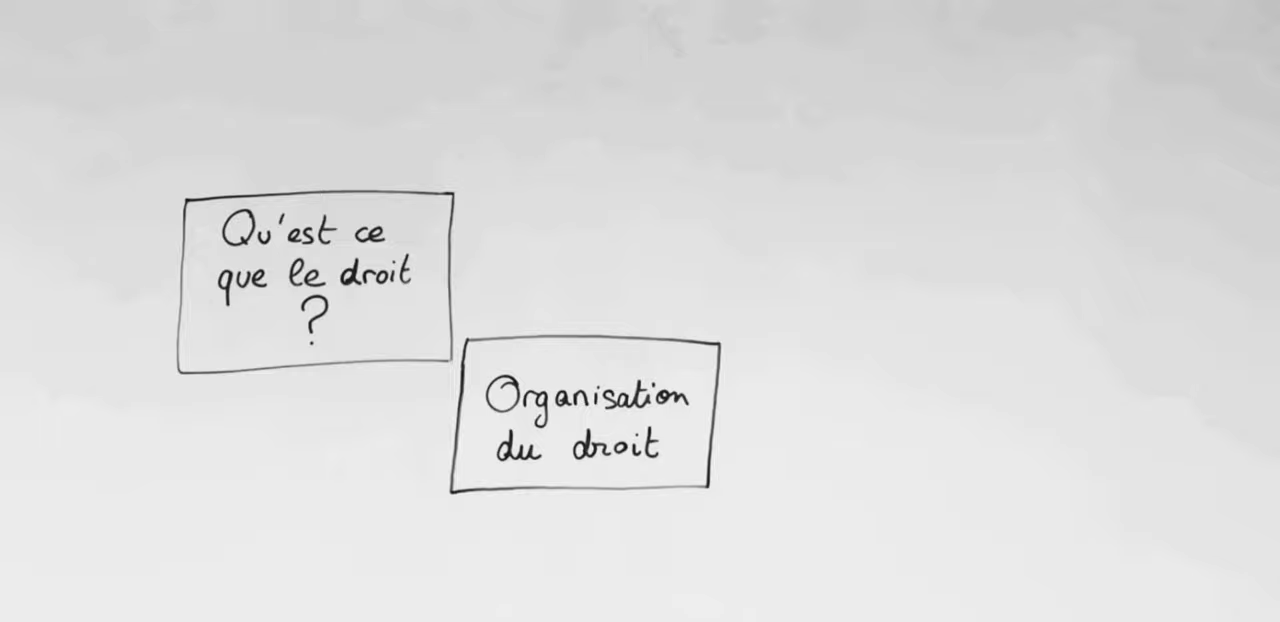 Qu'est ce
que le droit
?
Organisation
du droit